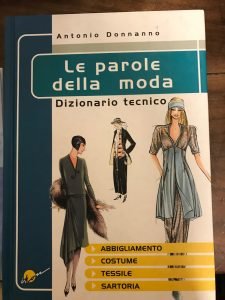 Antonio Donnanno
Le parole
della moda
Dizionario tecnico
ABBIGLIAMENTO
COSTUME
TESSILE
SARTORIA